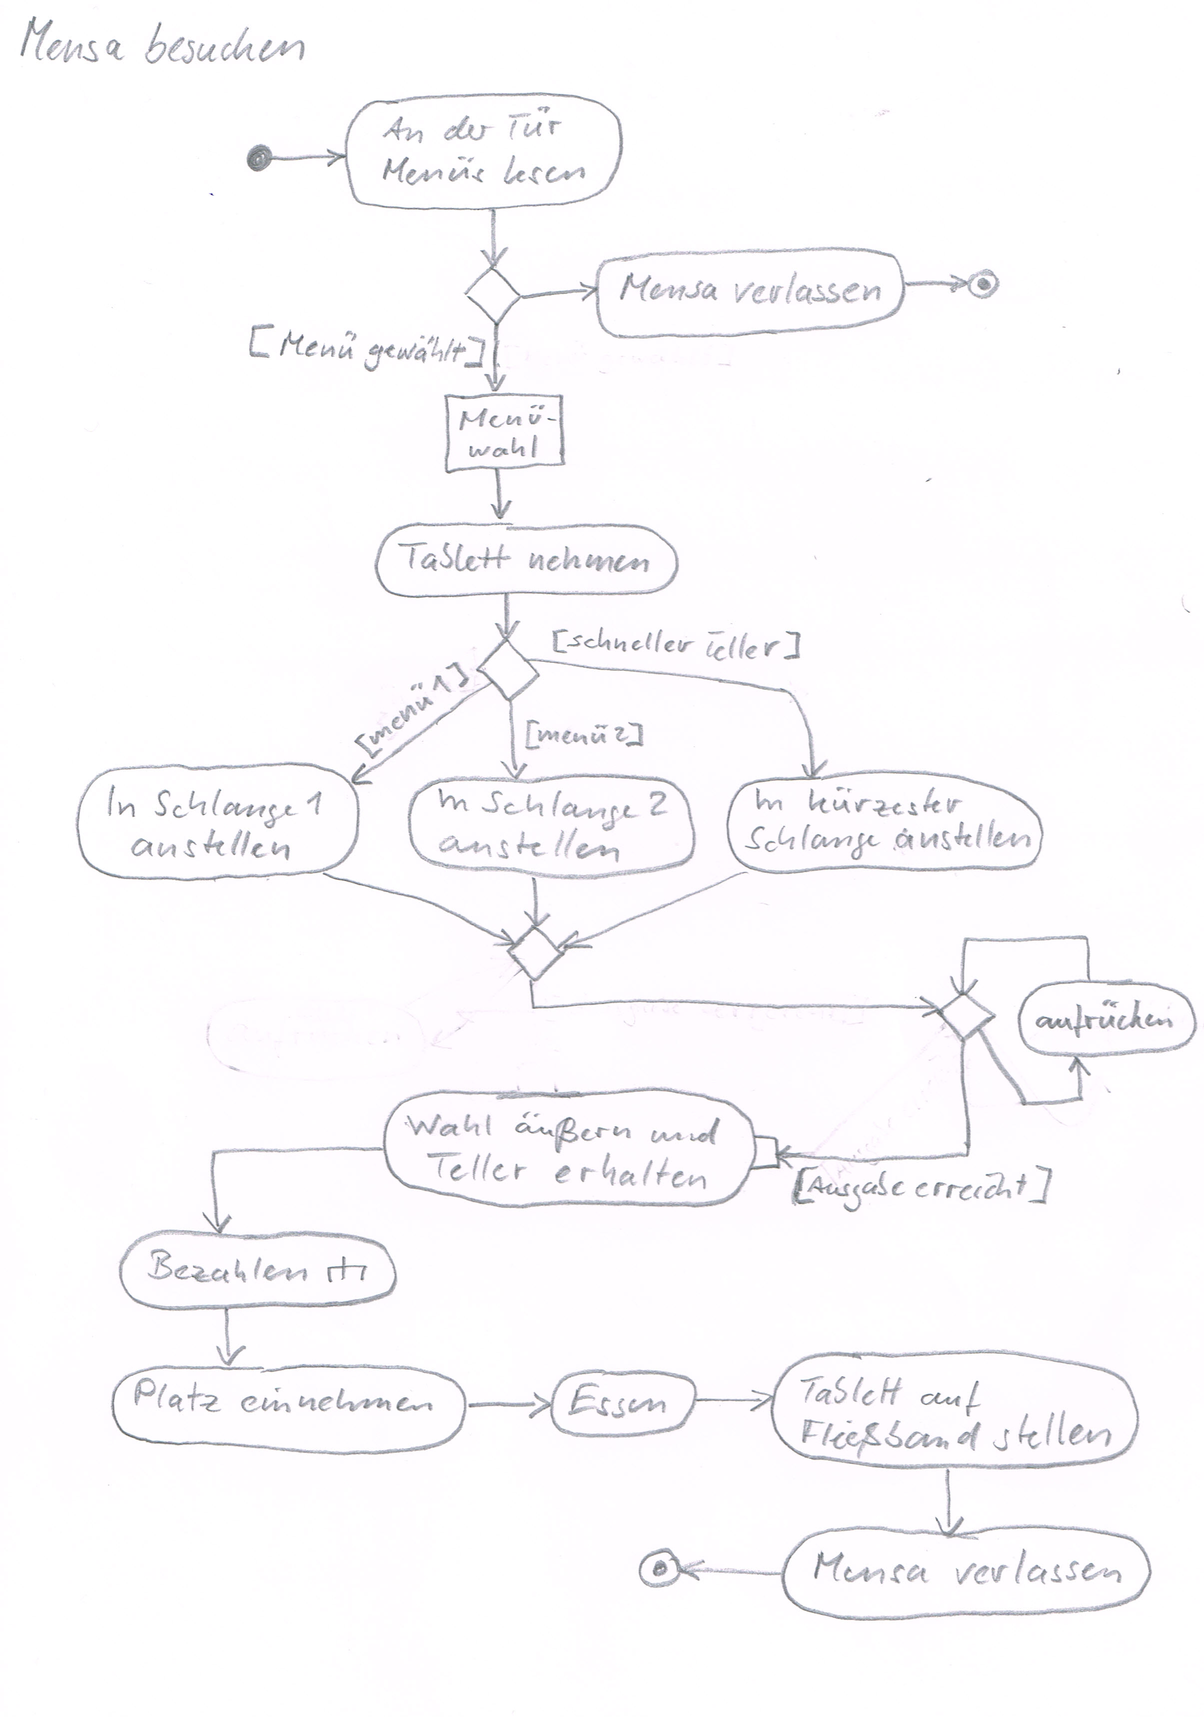 Mensa besuchen
An der Tür
Menüs lesen
Mensa verlassen
[Menü gewählt]
Menü-
wahl
Tablett nehmen
[schneller Teller]
[menü 1]
[menü 2]
In Schlange 1
anstellen
In Schlange 2
anstellen
In kürzester
Schlange anstellen
aufrücken
Wahl äußern und
Teller erhalten
[Ausgabe erreicht]
Bezahlen
Platz einnehmen
Essen
Tablett auf
Fließband stellen
Mensa verlassen